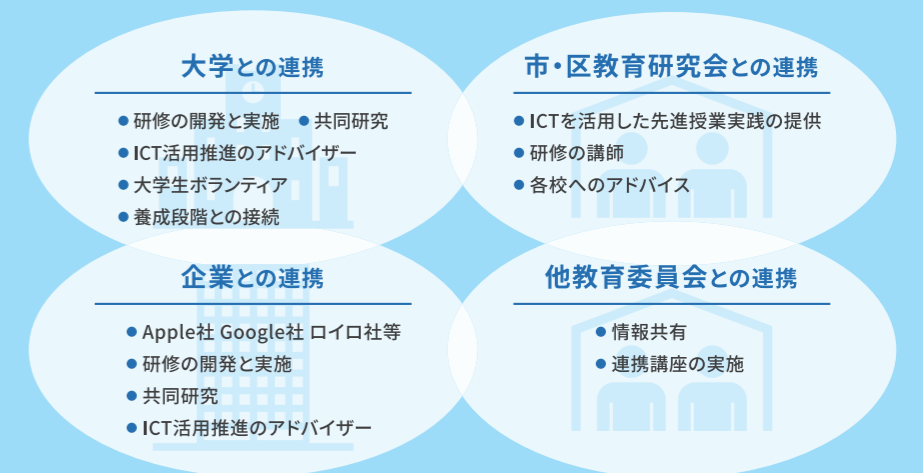 大学との連携
●研修の開発と実施 ●共同研究
●ICT活用推進のアドバイザー
●大学生ボランティア
●養成段階との接続
市・区教育研究会との連携
●ICTを活用した先進授業実践の提供
●研修の講師
●各校へのアドバイス
企業との連携
●Apple社 Google社 ロイロ社等
●研修の開発と実施
●共同研究
●ICT活用推進のアドバイザー
他教育委員会との連携
●情報共有
●連携講座の実施